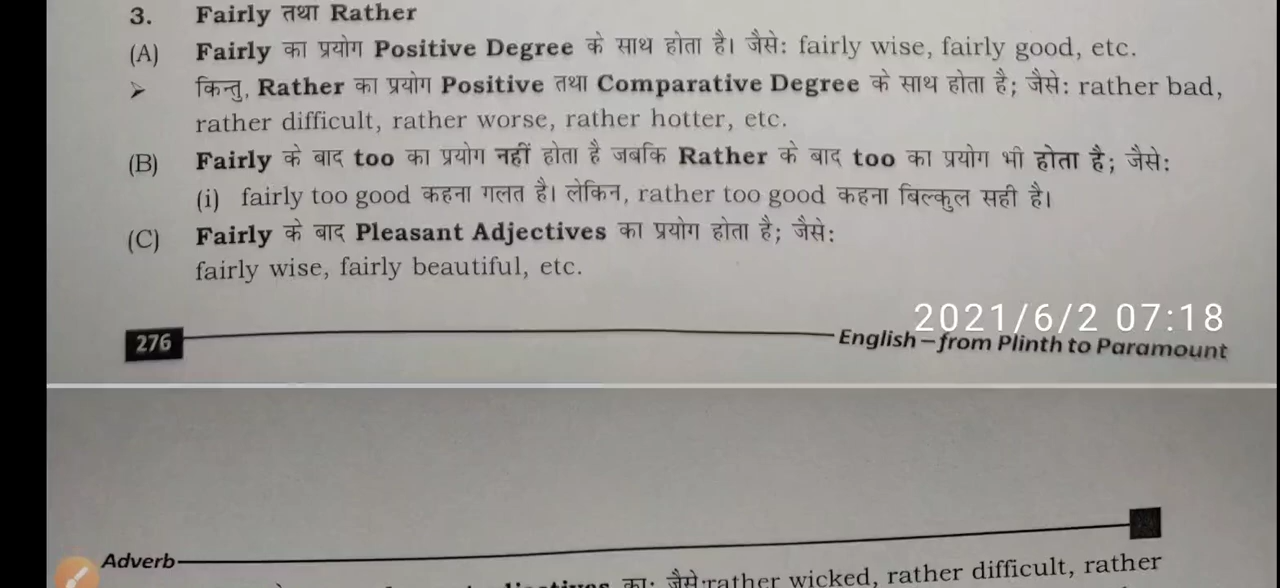 3. Fairly तथा Rather
(A) Fairly का प्रयोग Positive Degree के साथ होता है। जैसे: fairly wise, fairly good, etc.
➢ किन्तु, Rather का प्रयोग Positive तथा Comparative Degree के साथ होता है; जैसे: rather bad,
rather difficult, rather worse, rather hotter, etc.
(B) Fairly के बाद too का प्रयोग नहीं होता है जबकि Rather के बाद too का प्रयोग भी होता है; जैसे:
(i) fairly too good कहना गलत है। लेकिन, rather too good कहना बिल्कुल सही है।
(C) Fairly के बाद Pleasant Adjectives का प्रयोग होता है; जैसे:
fairly wise, fairly beautiful, etc.
2021/6/2 07:18
276 English – from Plinth to Paramount
Adverb
का: जैसे: rather wicked, rather difficult, rather